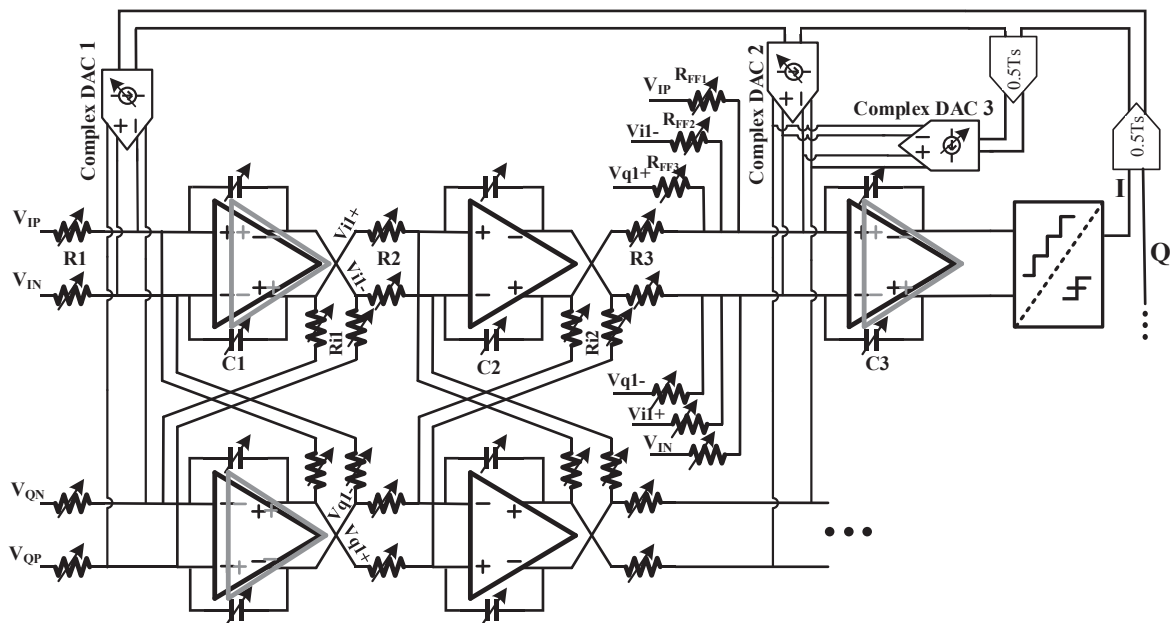 Complex DAC 1
Complex DAC 2
Complex DAC 3
0.5Ts
0.5Ts
V_IP
R_FF1
Vi1-
R_FF2
Vq1+
R_FF3
I
Q
V_IP
R1
V_IN
C1
Vi1+
Vi1-
R2
Ri1
C2
R3
Ri2
C3
Vq1-
Vi1+
V_IN
V_QN
V_QP
Vq1-
Vq1+